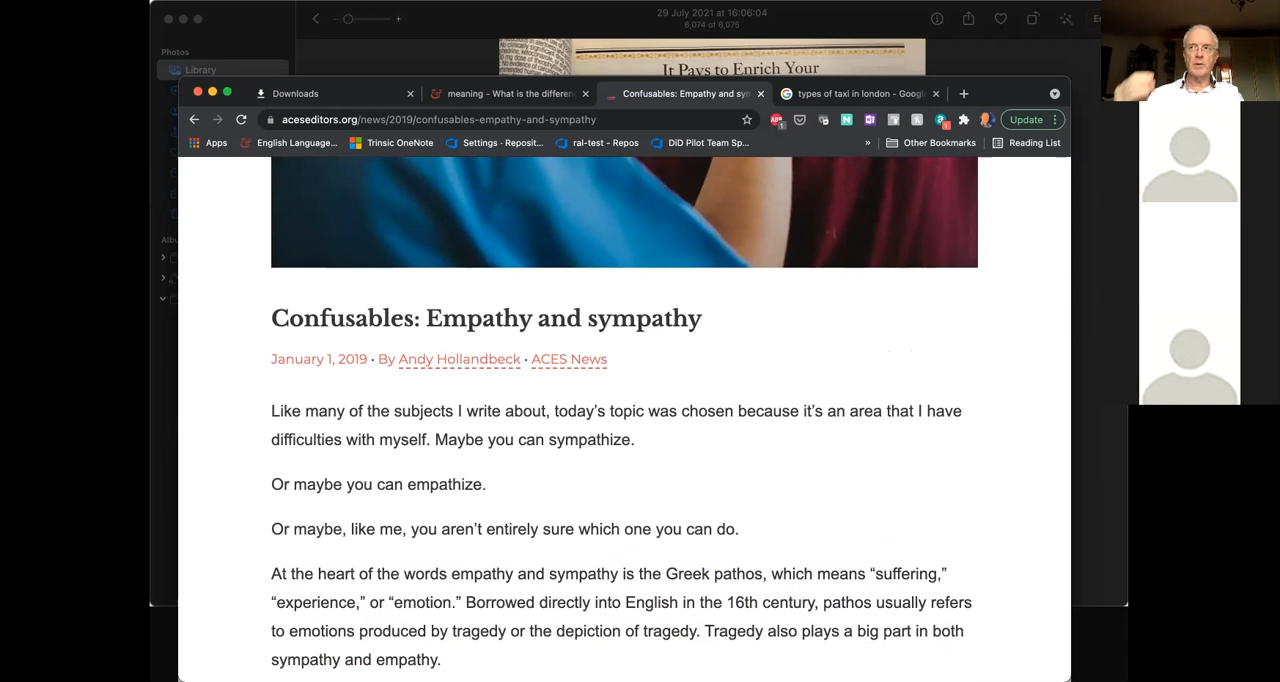 29 July 2021 at 16:06:04
6,074 of 6,075
Photos
Library
It Pays to Enrich Your
Downloads
meaning - What is the differen
Confusables: Empathy and sym
types of taxi in london - Googl
aceseditors.org/news/2019/confusables-empathy-and-sympathy
Update
Apps
English Language...
Trinsic OneNote
Settings · Reposit...
ral-test - Repos
DiD Pilot Team Sp...
»
Other Bookmarks
Reading List
Confusables: Empathy and sympathy
January 1, 2019 • By Andy Hollandbeck • ACES News
Like many of the subjects I write about, today’s topic was chosen because it’s an area that I have
difficulties with myself. Maybe you can sympathize.
Or maybe you can empathize.
Or maybe, like me, you aren’t entirely sure which one you can do.
At the heart of the words empathy and sympathy is the Greek pathos, which means “suffering,”
“experience,” or “emotion.” Borrowed directly into English in the 16th century, pathos usually refers
to emotions produced by tragedy or the depiction of tragedy. Tragedy also plays a big part in both
sympathy and empathy.